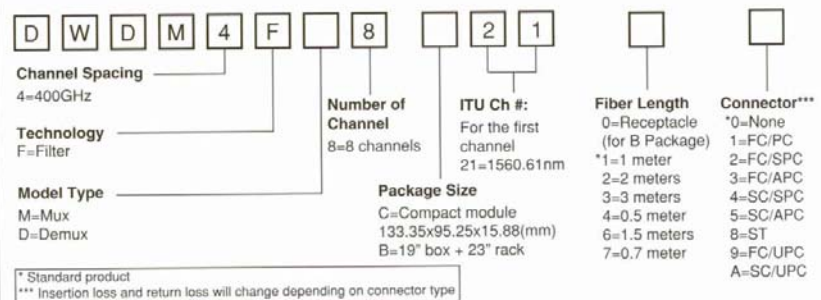 D W D M 4 F 8 2 1
Channel Spacing
4=400GHz
Technology
F=Filter
Model Type
M=Mux
D=Demux
Number of
Channel
8=8 channels
Package Size
C=Compact module
133.35x95.25x15.88(mm)
B=19" box + 23" rack
ITU Ch #:
For the first
channel
21=1560.61nm
Fiber Length
0=Receptacle
(for B Package)
*1=1 meter
2=2 meters
3=3 meters
4=0.5 meter
6=1.5 meters
7=0.7 meter
Connector***
*0=None
1=FC/PC
2=FC/SPC
3=FC/APC
4=SC/SPC
5=SC/APC
8=ST
9=FC/UPC
A=SC/UPC
* Standard product
*** Insertion loss and return loss will change depending on connector type